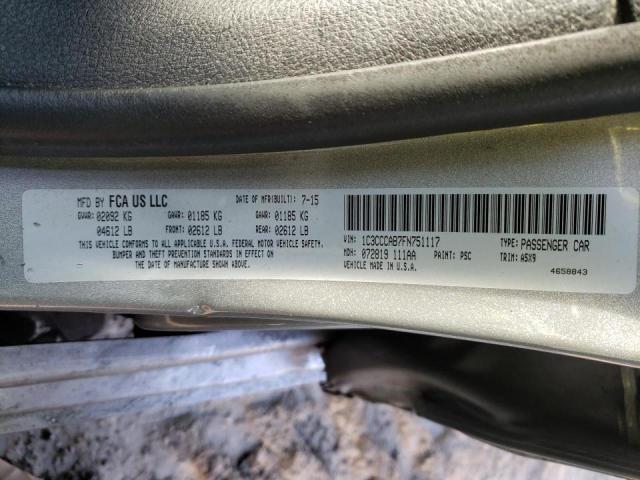 MFD BY FCA US LLC DATE OF MFR(BUILT): 7-15
GVWR: 02092 KG GAWR: 01185 KG GAWR: 01185 KG
04612 LB FRONT: 02612 LB REAR: 02612 LB
THIS VEHICLE CONFORMS TO ALL APPLICABLE U.S.A. FEDERAL MOTOR VEHICLE SAFETY,
BUMPER AND THEFT PREVENTION STANDARDS IN EFFECT ON
THE DATE OF MANUFACTURE SHOWN ABOVE.
VIN: 1C3CCCAB7FN751117 TYPE: PASSENGER CAR
MDH: 072819 111AA PAINT: PSC TRIM: A5X9
VEHICLE MADE IN U.S.A. 4658843